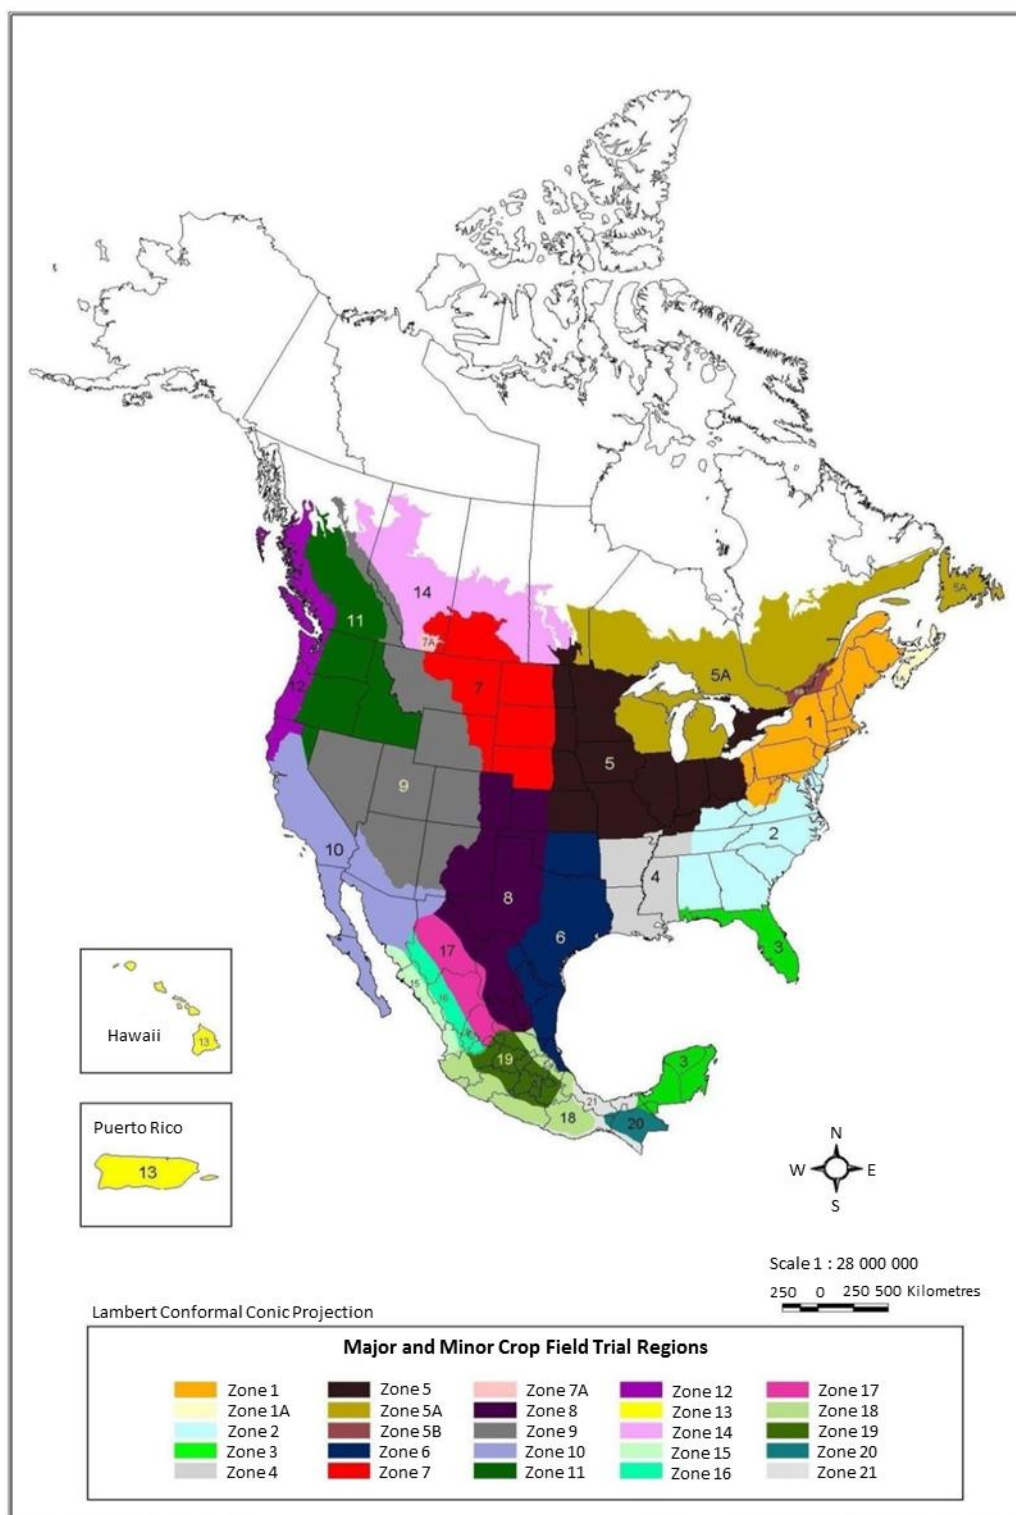 14
11
7A
5A
5A
12
7
1A
5B
1
5
9
2
10
4
8
6
3
17
15
16
Hawaii
13
19
3
21
18
20
Puerto Rico
13
N
W E
S
Scale 1 : 28 000 000
250 0 250 500 Kilometres
Lambert Conformal Conic Projection
Major and Minor Crop Field Trial Regions
Zone 1 Zone 5 Zone 7A Zone 12 Zone 17
Zone 1A Zone 5A Zone 8 Zone 13 Zone 18
Zone 2 Zone 5B Zone 9 Zone 14 Zone 19
Zone 3 Zone 6 Zone 10 Zone 15 Zone 20
Zone 4 Zone 7 Zone 11 Zone 16 Zone 21